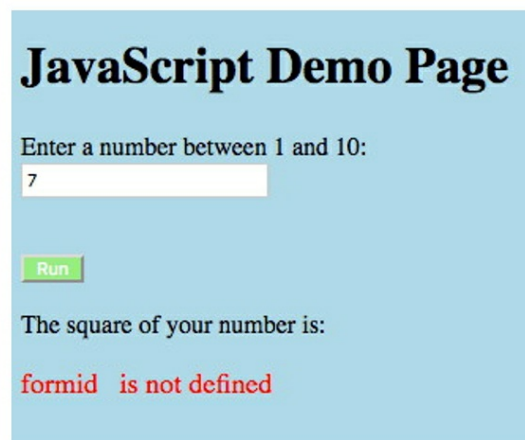 JavaScript Demo Page
Enter a number between 1 and 10:
7
Run
The square of your number is:
formid is not defined